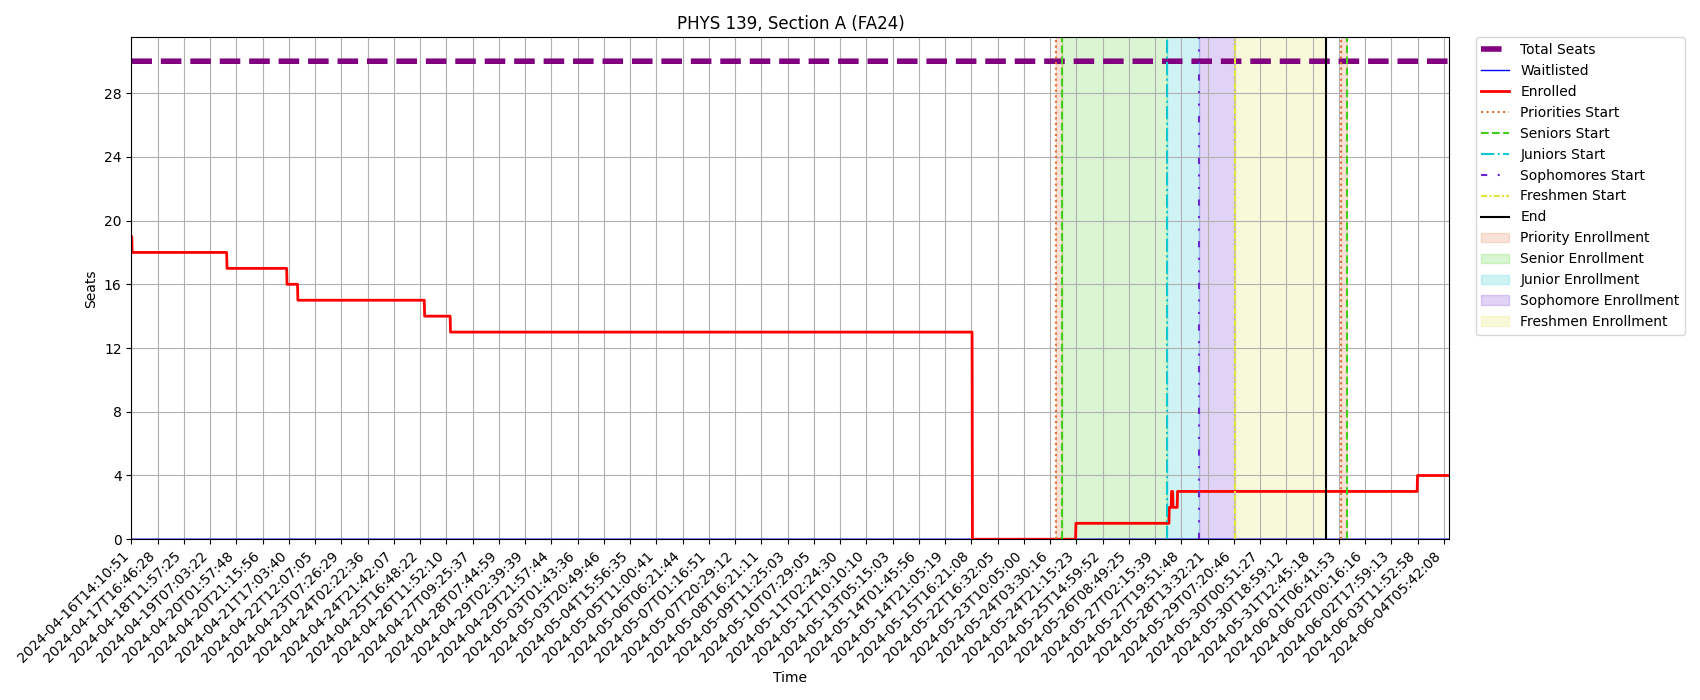 PHYS 139, Section A (FA24)
Total Seats
Waitlisted
Enrolled
Priorities Start
Seniors Start
Juniors Start
Sophomores Start
Freshmen Start
End
Priority Enrollment
Senior Enrollment
Junior Enrollment
Sophomore Enrollment
Freshmen Enrollment
Seats
28
24
20
16
12
8
4
0
2024-04-16T14:10:51
2024-04-17T16:46:28
2024-04-18T11:57:25
2024-04-19T07:03:22
2024-04-20T01:57:48
2024-04-20T21:15:56
2024-04-21T17:03:40
2024-04-22T12:07:05
2024-04-23T07:26:29
2024-04-24T02:22:36
2024-04-24T21:42:07
2024-04-25T16:48:22
2024-04-26T11:52:10
2024-04-27T09:25:37
2024-04-28T07:44:59
2024-04-29T02:39:39
2024-04-29T21:57:44
2024-05-03T01:43:36
2024-05-03T20:49:46
2024-05-04T15:56:35
2024-05-05T11:00:41
2024-05-06T06:21:44
2024-05-07T01:16:51
2024-05-07T20:29:12
2024-05-08T16:21:11
2024-05-09T11:25:03
2024-05-10T07:29:05
2024-05-11T02:24:30
2024-05-12T10:10:10
2024-05-13T05:15:03
2024-05-14T01:45:56
2024-05-14T21:05:19
2024-05-15T16:21:08
2024-05-22T16:32:05
2024-05-23T10:05:00
2024-05-24T03:30:16
2024-05-24T21:15:23
2024-05-25T14:59:52
2024-05-26T08:49:25
2024-05-27T02:15:39
2024-05-27T19:51:48
2024-05-28T13:32:21
2024-05-29T07:20:46
2024-05-30T00:51:27
2024-05-30T18:59:12
2024-05-31T12:45:18
2024-06-01T06:41:53
2024-06-02T00:16:16
2024-06-02T17:59:13
2024-06-03T11:52:58
2024-06-04T05:42:08
Time